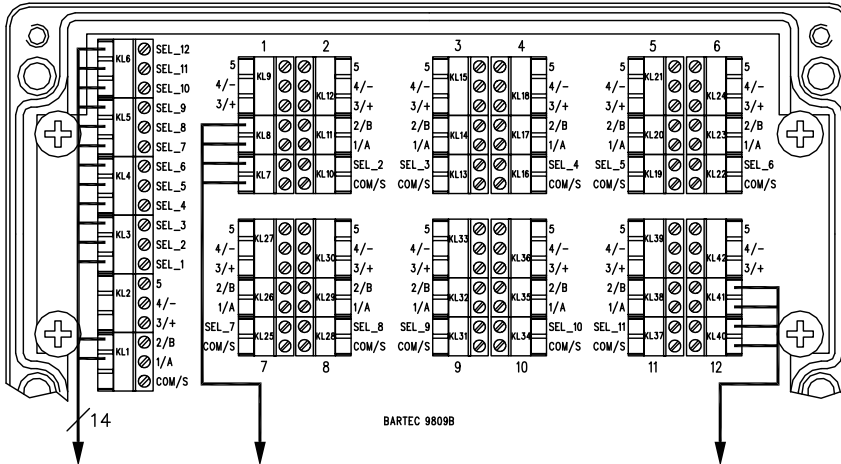 KL6
SEL_12
SEL_11
SEL_10
KL5
SEL_9
SEL_8
SEL_7
KL4
SEL_6
SEL_5
SEL_4
KL3
SEL_3
SEL_2
SEL_1
KL2
5
4/-
3/+
KL1
2/B
1/A
COM/S
14
1 2
5 KL9 5
4/- 4/-
3/+ KL12 3/+
KL8 KL11 2/B
1/A
KL7 KL10 SEL_2
COM/S
3 4
5 KL15 5
4/- 4/-
3/+ KL18 3/+
2/B KL14 KL17 2/B
1/A 1/A
SEL_3 KL13 KL16 SEL_4
COM/S COM/S
5 6
5 KL21 5
4/- 4/-
3/+ KL24 3/+
2/B KL20 KL23 2/B
1/A 1/A
SEL_5 KL19 KL22 SEL_6
COM/S COM/S
5 KL27 5
4/- 4/-
3/+ KL30 3/+
2/B KL26 KL29 2/B
1/A 1/A
SEL_7 KL25 KL28 SEL_8
COM/S COM/S
7 8
5 KL33 5
4/- 4/-
3/+ KL36 3/+
2/B KL32 KL35 2/B
1/A 1/A
SEL_9 KL31 KL34 SEL_10
COM/S COM/S
9 10
5 KL39 5
4/- 4/-
3/+ KL42 3/+
2/B KL38 KL41
1/A
SEL_11 KL37 KL40
COM/S
11 12
BARTEC 9809B